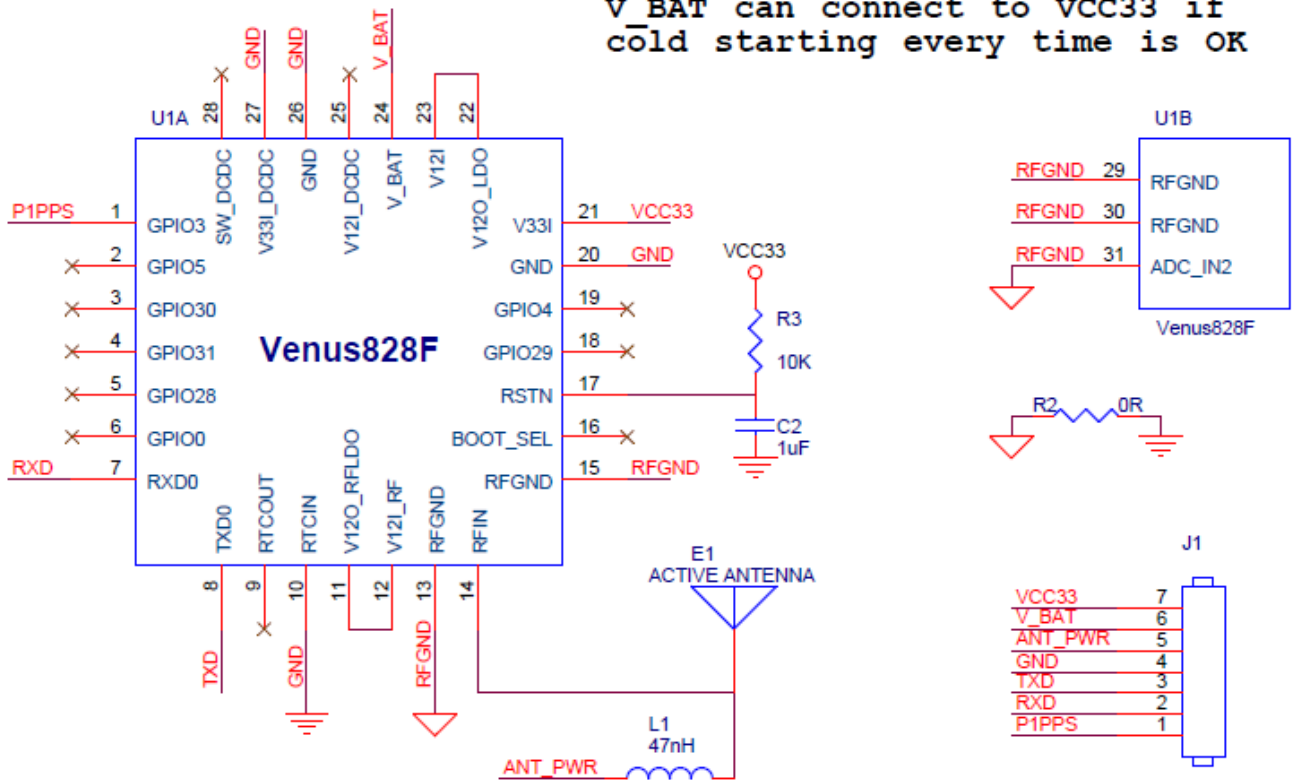 V_BAT can connect to VCC33 if
cold starting every time is OK
GND
GND
V_BAT
U1A
28
27
26
25
24
23
22
SW_DCDC
V33I_DCDC
GND
V12I_DCDC
V_BAT
V12I
V12O_LDO
P1PPS 1 GPIO3
2 GPIO5
3 GPIO30
4 GPIO31
5 GPIO28
6 GPIO0
RXD 7 RXD0
Venus828F
V33I 21 VCC33
GND 20 GND
GPIO4 19
GPIO29 18
RSTN 17
BOOT_SEL 16
RFGND 15 RFGND
TXD0
RTCOUT
RTCIN
V12O_RFLDO
V12I_RF
RFGND
RFIN
8
9
10
11
12
13
14
TXD
GND
RFGND
VCC33
R3
10K
C2
1uF
E1
ACTIVE ANTENNA
L1
47nH
ANT_PWR
U1B
RFGND 29 RFGND
RFGND 30 RFGND
RFGND 31 ADC_IN2
Venus828F
R2 0R
J1
VCC33 7
V_BAT 6
ANT_PWR 5
GND 4
TXD 3
RXD 2
P1PPS 1